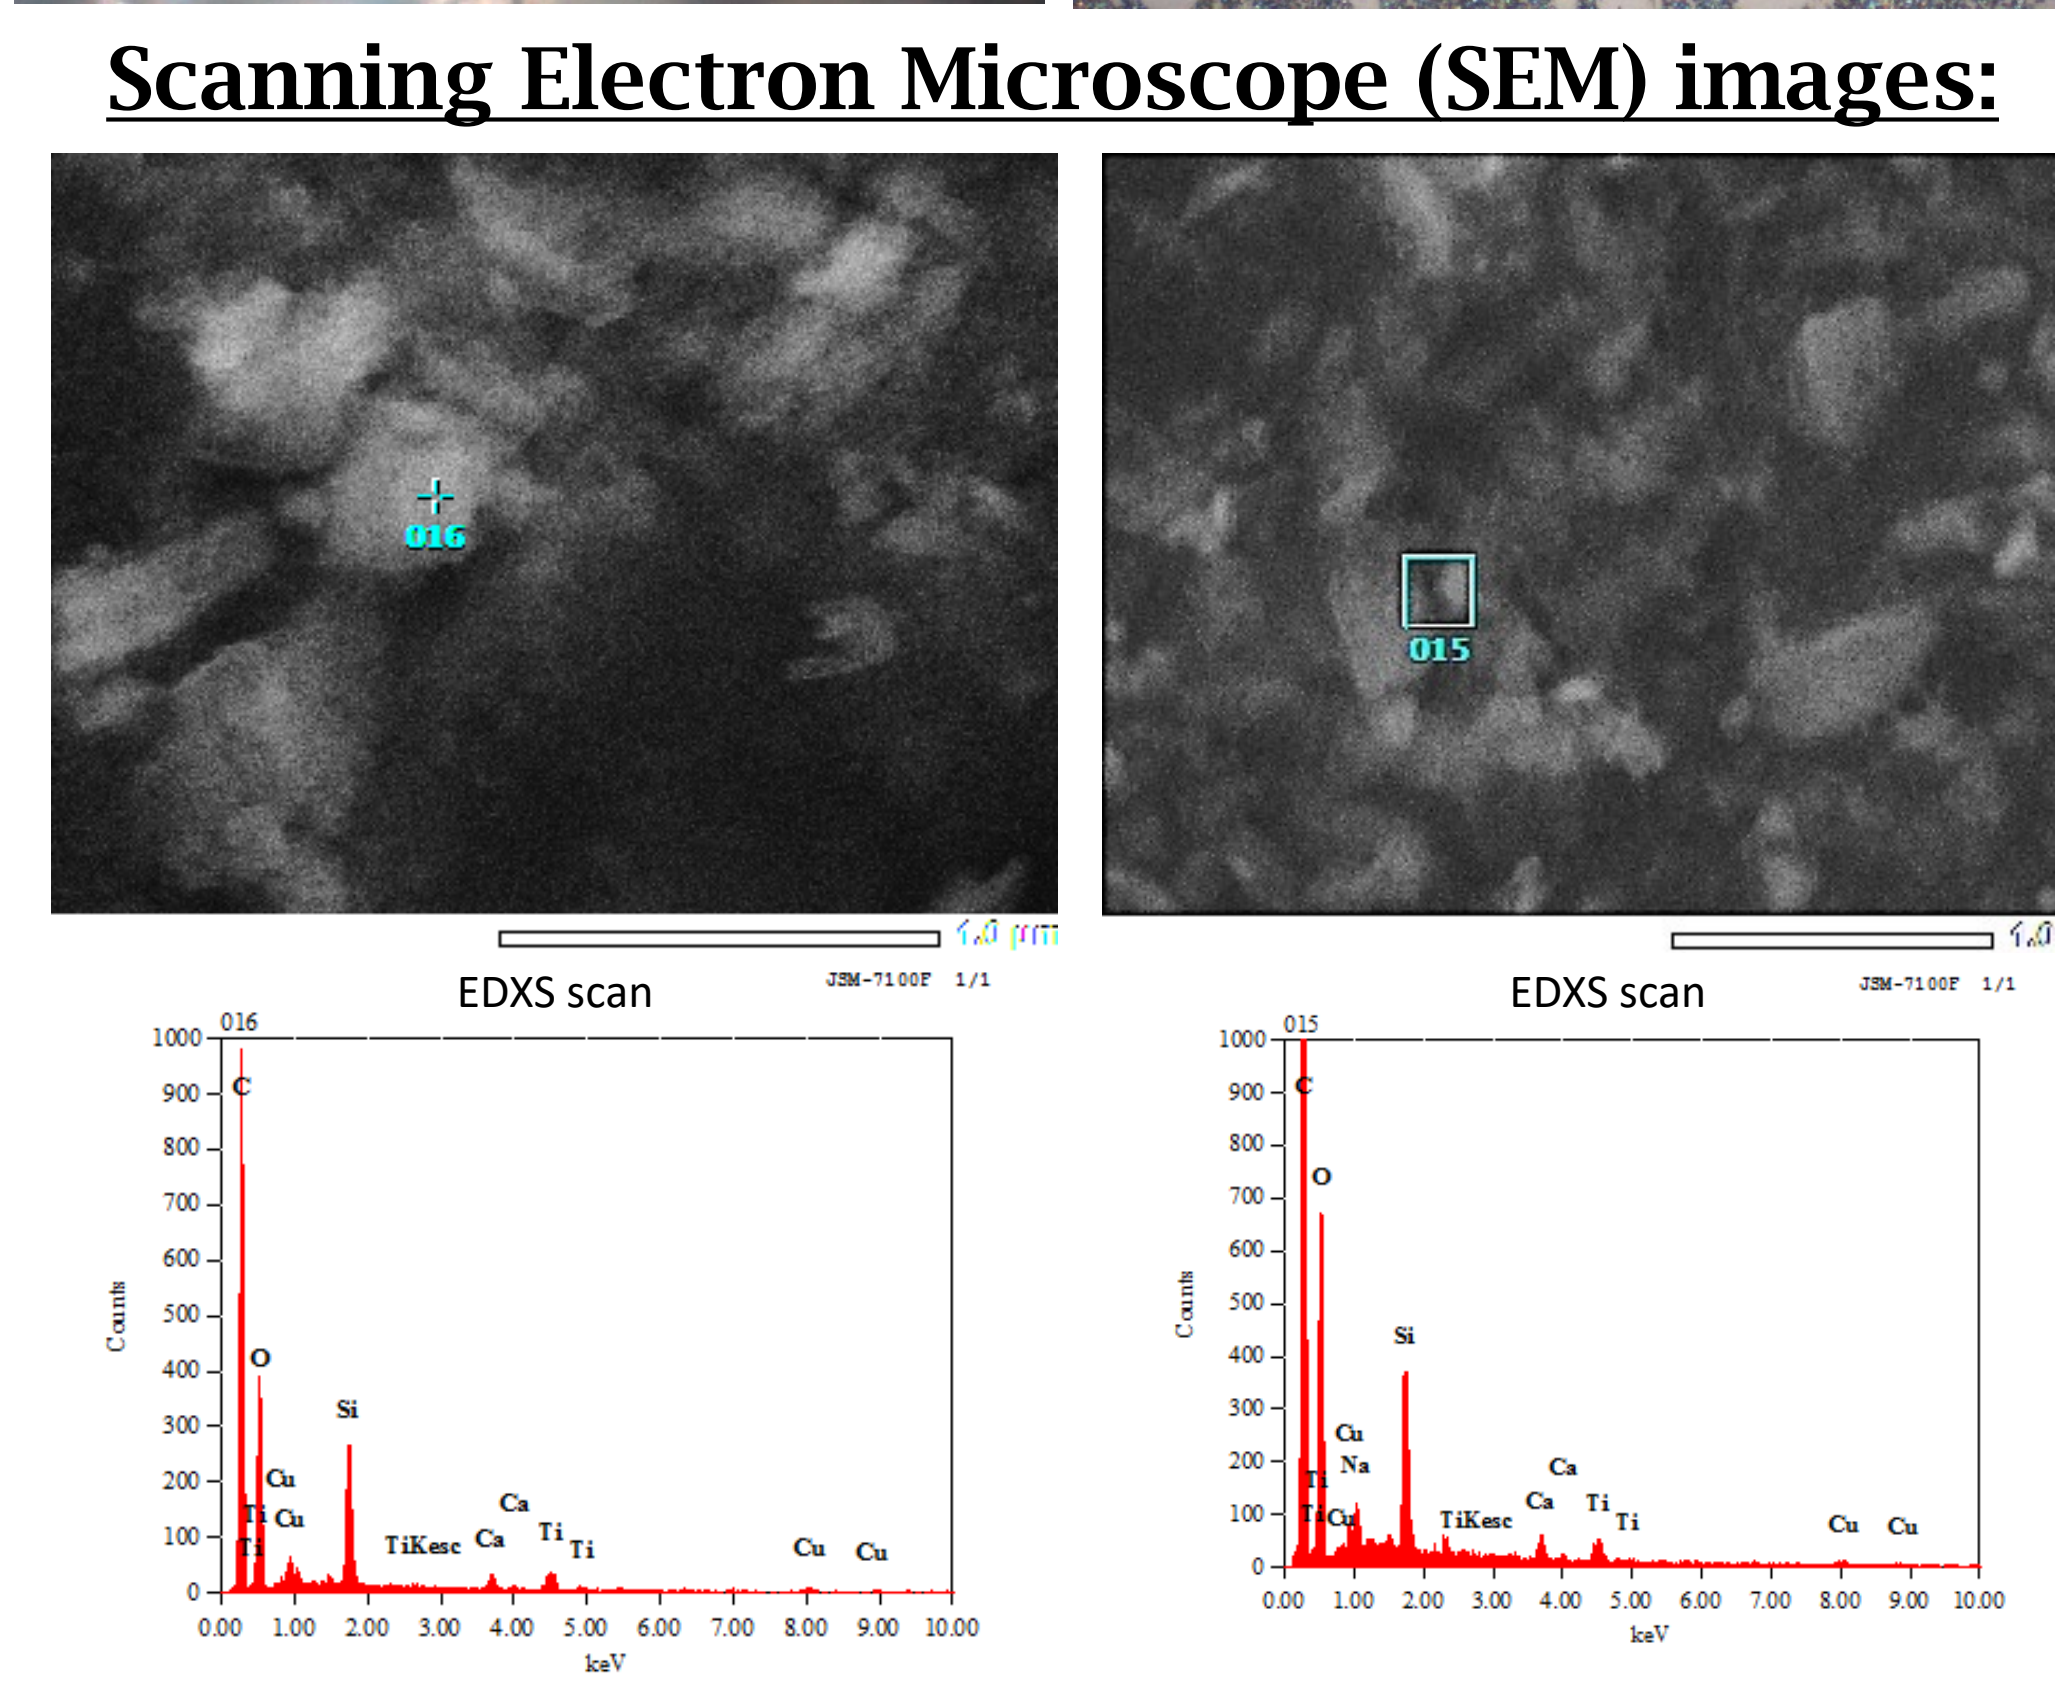 Scanning Electron Microscope (SEM) images:
016
015
1.0 μm
1.0
JSM-7100F 1/1
JSM-7100F 1/1
EDXS scan
EDXS scan
016
1000
900
800
700
600
500
400
300
200
100
0
Counts
C
O
Si
Cu
Ti
Cu
Ti
TiKesc
Ca
Ca
Ti
Ti
Cu
Cu
0.00 1.00 2.00 3.00 4.00 5.00 6.00 7.00 8.00 9.00 10.00
keV
015
1000
900
800
700
600
500
400
300
200
100
0
Counts
C
O
Si
Cu
Na
Ti
Ti
Cu
TiKesc
Ca
Ca
Ti
Ti
Cu
Cu
0.00 1.00 2.00 3.00 4.00 5.00 6.00 7.00 8.00 9.00 10.00
keV